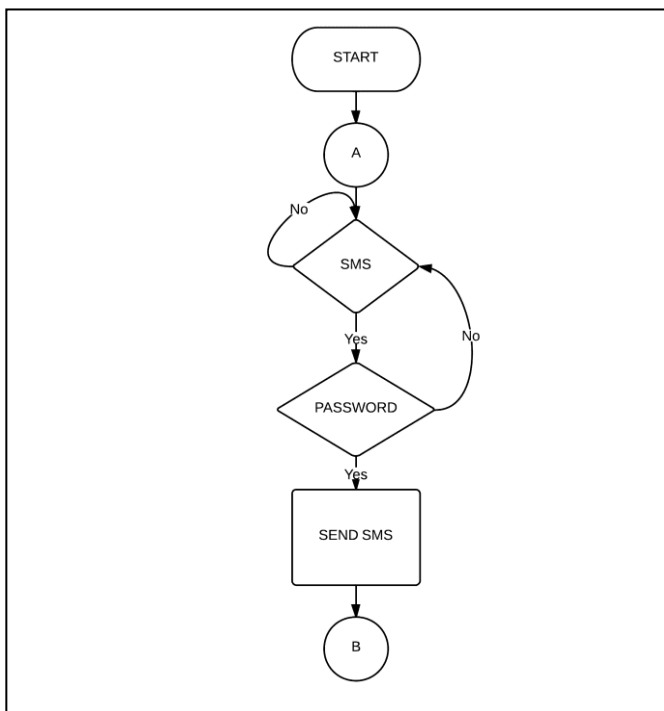 START
A
No
SMS
Yes
No
PASSWORD
Yes
SEND SMS
B